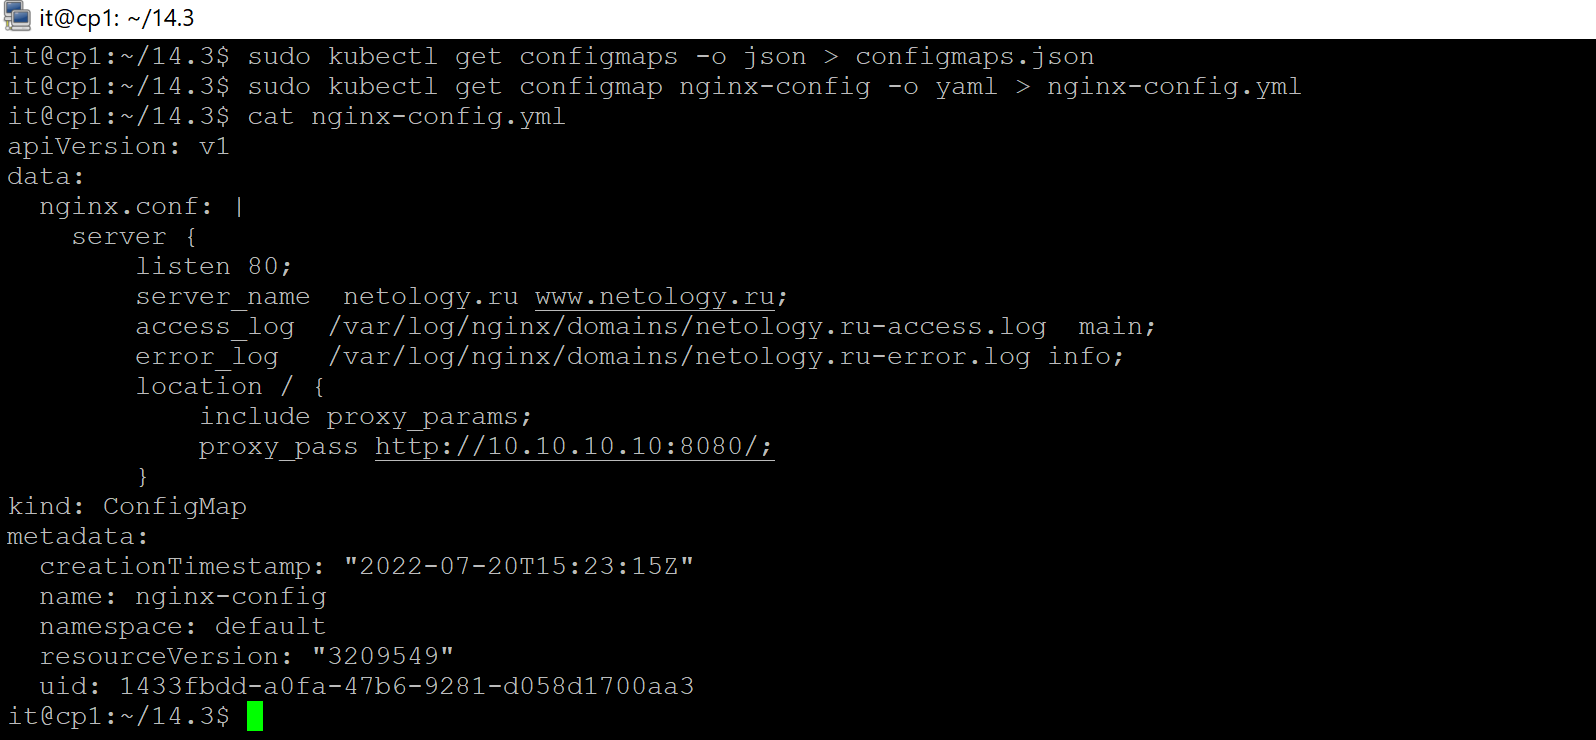 it@cp1: ~/14.3
it@cp1:~/14.3$ sudo kubectl get configmaps -o json > configmaps.json
it@cp1:~/14.3$ sudo kubectl get configmap nginx-config -o yaml > nginx-config.yml
it@cp1:~/14.3$ cat nginx-config.yml
apiVersion: v1
data:
  nginx.conf: |
    server {
        listen 80;
        server_name  netology.ru www.netology.ru;
        access_log  /var/log/nginx/domains/netology.ru-access.log  main;
        error_log   /var/log/nginx/domains/netology.ru-error.log info;
        location / {
            include proxy_params;
            proxy_pass http://10.10.10.10:8080/;
        }
kind: ConfigMap
metadata:
  creationTimestamp: "2022-07-20T15:23:15Z"
  name: nginx-config
  namespace: default
  resourceVersion: "3209549"
  uid: 1433fbdd-a0fa-47b6-9281-d058d1700aa3
it@cp1:~/14.3$